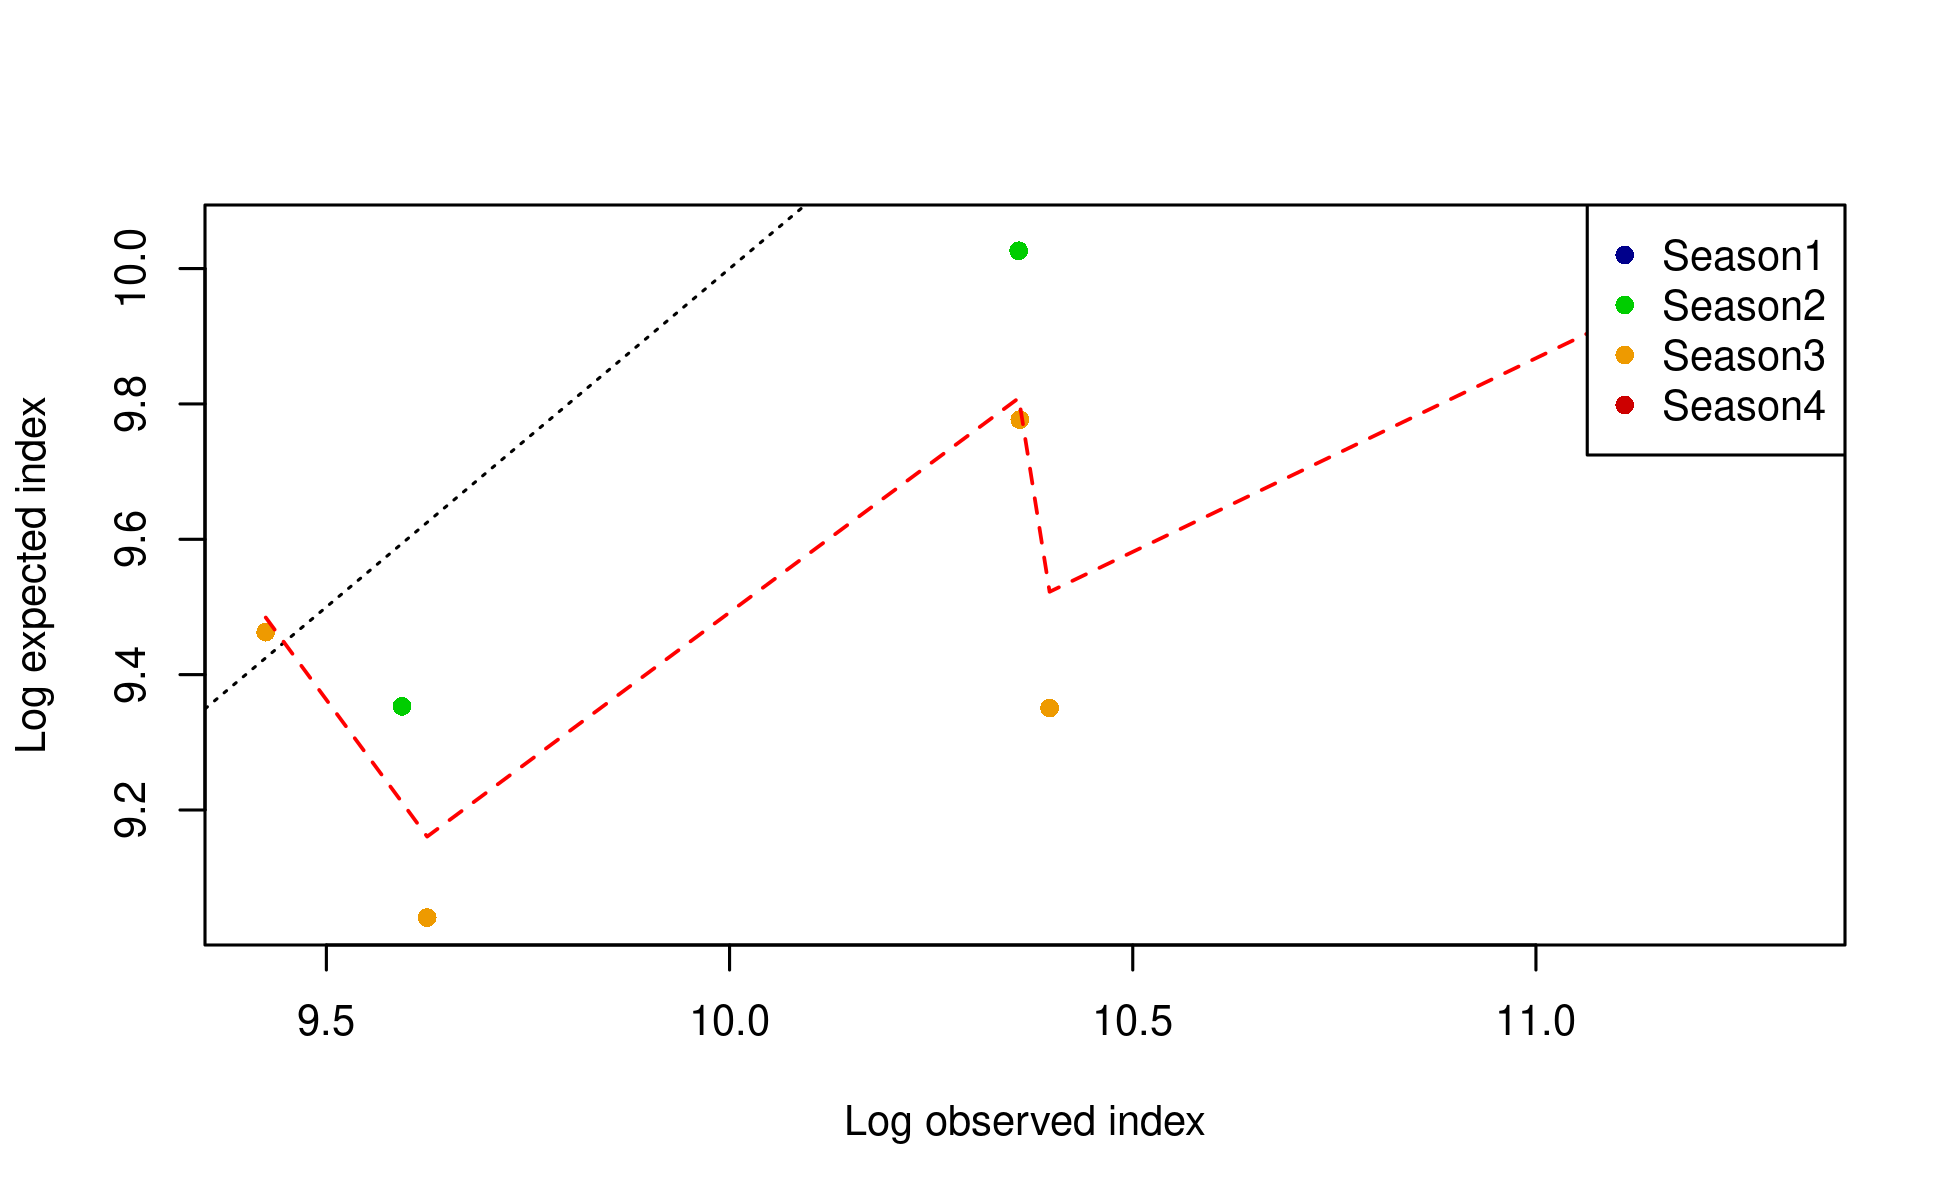 Log expected index
10.0
9.8
9.6
9.4
9.2
Season1
Season2
Season3
Season4
9.5 10.0 10.5 11.0
Log observed index